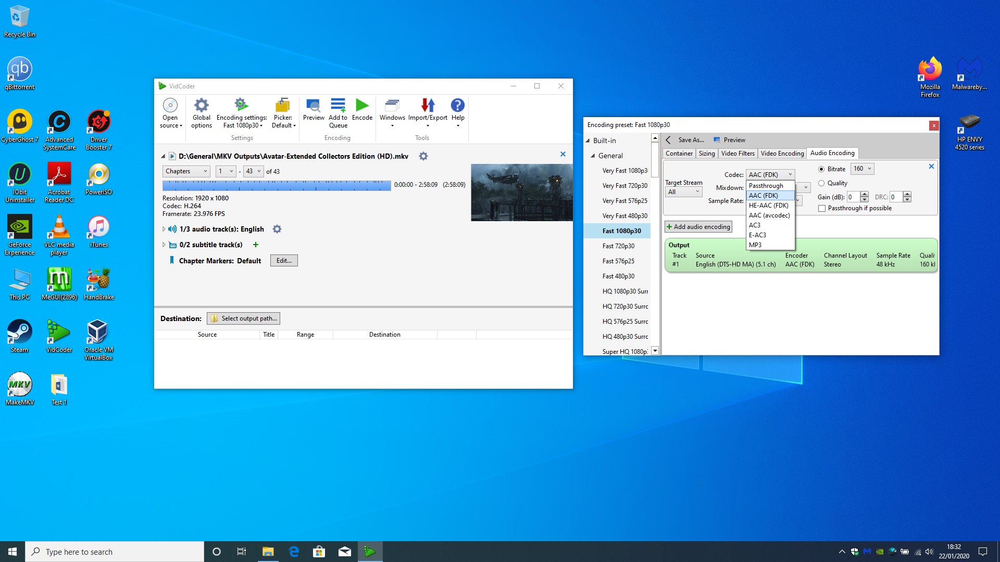 Recycle Bin
qb
qBittorrent
CyberGhost 7
Advanced
SystemCare
Driver
Booster 7
IObit
Uninstaller
Acrobat
Reader DC
PowerISO
GeForce
Experience
VLC media
player
iTunes
This PC
MeGUI(2896)
HandBrake
Steam
VidCoder
Oracle VM
VirtualBox
MKV
MakeMKV
Test 1
VidCoder
Open
source
Global
options
Encoding settings:
Fast 1080p30
Picker:
Default
Settings
Preview
Add to
Queue
Encode
Encoding
Windows
Import/Export
Help
Tools
D:\General\MKV Outputs\Avatar-Extended Collectors Edition (HD).mkv
Chapters 1 - 43 of 43
0:00:00 - 2:58:09 (2:58:09)
Resolution: 1920 x 1080
Codec: H.264
Framerate: 23.976 FPS
1/3 audio track(s): English
0/2 subtitle track(s)
Chapter Markers: Default Edit...
Destination: Select output path...
Source Title Range Destination
Mozilla
Firefox
Malwareby...
HP ENVY
4520 series
Encoding preset: Fast 1080p30
Built-in
General
Very Fast 1080p3
Very Fast 720p30
Very Fast 576p25
Very Fast 480p30
Fast 1080p30
Fast 720p30
Fast 576p25
Fast 480p30
HQ 1080p30 Surr
HQ 720p30 Surro
HQ 576p25 Surro
HQ 480p30 Surro
Super HQ 1080p:
Save As... Preview
Container Sizing Video Filters Video Encoding Audio Encoding
Target Stream
All
Codec: AAC (FDK)
Mixdown:
Sample Rate:
Passthrough
AAC (FDK)
HE-AAC (FDK)
AAC (avcodec)
AC3
E-AC3
MP3
Bitrate 160
Quality
Gain (dB): 0 DRC: 0
Passthrough if possible
Add audio encoding
Output
Track Source Encoder Channel Layout Sample Rate Quali
#1 English (DTS-HD MA) (5.1 ch) AAC (FDK) Stereo 48 kHz 160 kl
Type here to search
18:32
22/01/2020